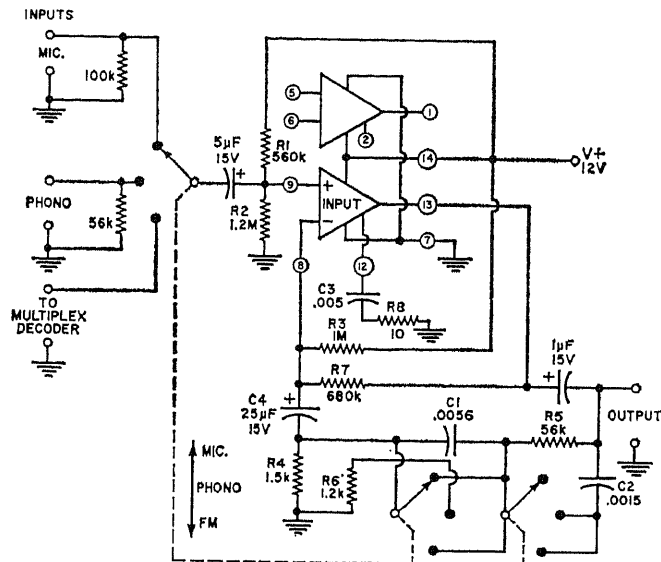 INPUTS
MIC.
100k
PHONO
56k
TO
MULTIPLEX
DECODER
5µF
15V
+
R1
560k
R2
1.2M
5
6
1
2
14
V+
12V
9
+
INPUT
−
13
7
8
12
C3
.005
R8
10
R3
1M
R7
680k
1µF
15V
+
C4
25µF
15V
+
C1
.0056
R5
56k
OUTPUT
R4
1.5k
R6
1.2k
C2
.0015
MIC.
PHONO
FM